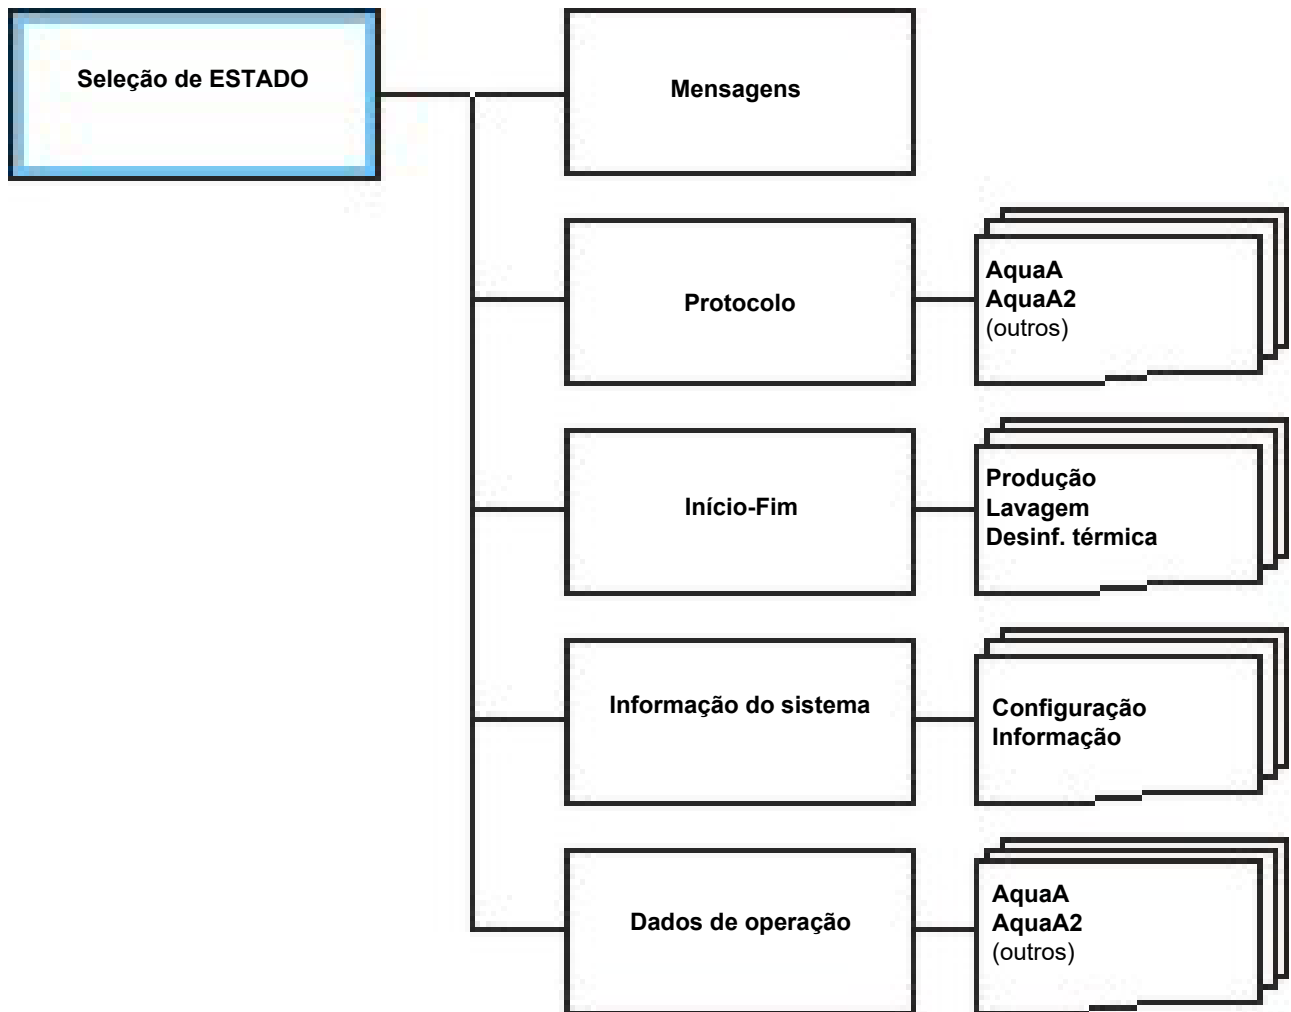 Seleção de ESTADO
Mensagens
Protocolo
AquaA
AquaA2
(outros)
Início-Fim
Produção
Lavagem
Desinf. térmica
Informação do sistema
Configuração
Informação
Dados de operação
AquaA
AquaA2
(outros)